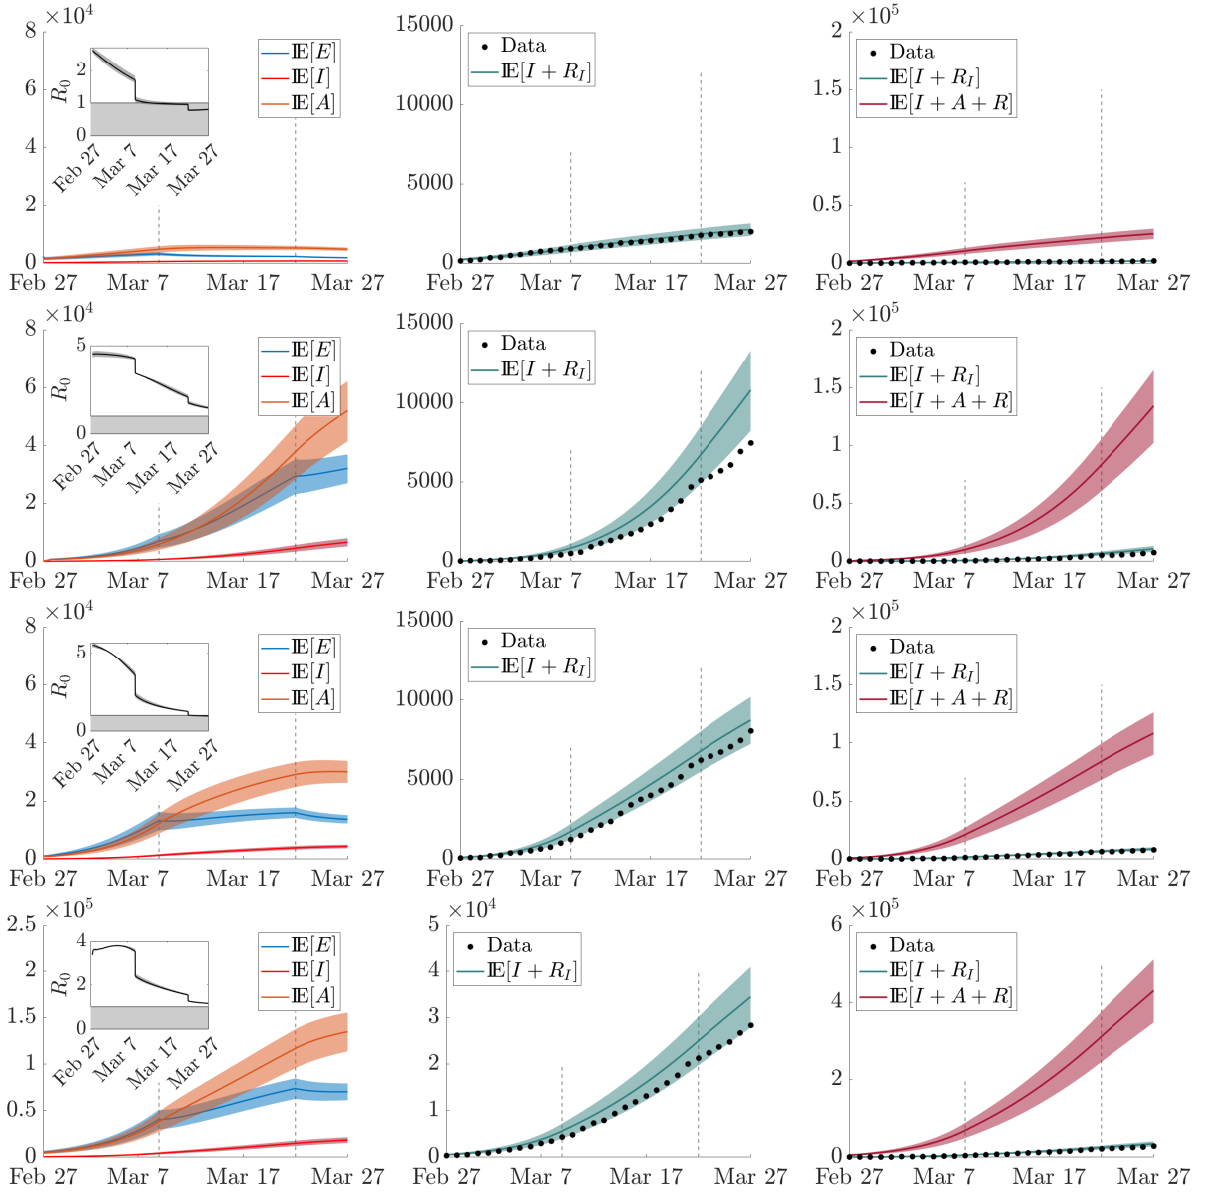 ×10⁴
8
6
4
2
0
Feb 27
Mar 7
Mar 17
Mar 27
R₀
2
1
0
Feb 27
Mar 7
Mar 17
Mar 27
𝔼[E]
𝔼[I]
𝔼[A]
15000
10000
5000
0
Feb 27
Mar 7
Mar 17
Mar 27
Data
𝔼[I + R_I]
×10⁵
2
1.5
1
0.5
0
Feb 27
Mar 7
Mar 17
Mar 27
Data
𝔼[I + R_I]
𝔼[I + A + R]
×10⁴
8
6
4
2
0
Feb 27
Mar 7
Mar 17
Mar 27
R₀
5
0
Feb 27
Mar 7
Mar 17
Mar 27
𝔼[E]
𝔼[I]
𝔼[A]
15000
10000
5000
0
Feb 27
Mar 7
Mar 17
Mar 27
Data
𝔼[I + R_I]
×10⁵
2
1.5
1
0.5
0
Feb 27
Mar 7
Mar 17
Mar 27
Data
𝔼[I + R_I]
𝔼[I + A + R]
×10⁴
8
6
4
2
0
Feb 27
Mar 7
Mar 17
Mar 27
R₀
5
0
Feb 27
Mar 7
Mar 17
Mar 27
𝔼[E]
𝔼[I]
𝔼[A]
15000
10000
5000
0
Feb 27
Mar 7
Mar 17
Mar 27
Data
𝔼[I + R_I]
×10⁵
2
1.5
1
0.5
0
Feb 27
Mar 7
Mar 17
Mar 27
Data
𝔼[I + R_I]
𝔼[I + A + R]
×10⁵
2.5
2
1.5
1
0.5
0
Feb 27
Mar 7
Mar 17
Mar 27
R₀
4
2
0
Feb 27
Mar 7
Mar 17
Mar 27
𝔼[E]
𝔼[I]
𝔼[A]
×10⁴
5
4
3
2
1
0
Feb 27
Mar 7
Mar 17
Mar 27
Data
𝔼[I + R_I]
×10⁵
6
4
2
0
Feb 27
Mar 7
Mar 17
Mar 27
Data
𝔼[I + R_I]
𝔼[I + A + R]